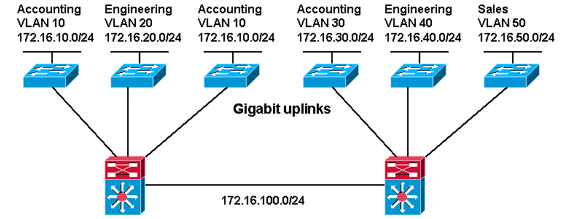 Accounting
VLAN 10
172.16.10.0/24
Engineering
VLAN 20
172.16.20.0/24
Accounting
VLAN 10
172.16.10.0/24
Accounting
VLAN 30
172.16.30.0/24
Engineering
VLAN 40
172.16.40.0/24
Sales
VLAN 50
172.16.50.0/24
Gigabit uplinks
172.16.100.0/24